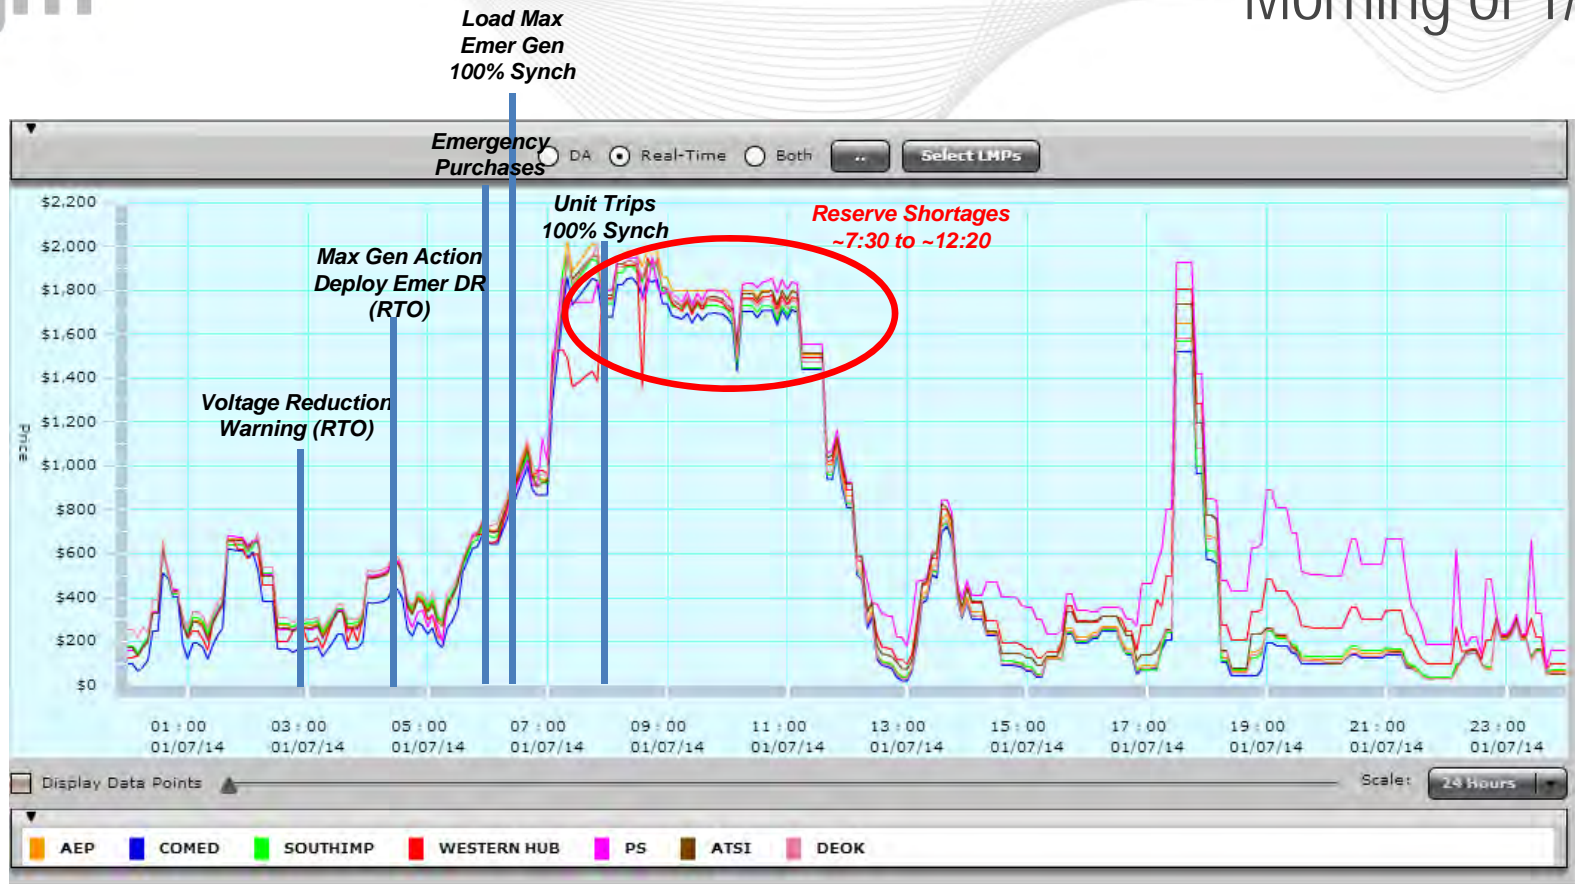 Morning of 1/
Load Max
Emer Gen
100% Synch
Emergency
Purchases
DA Real-Time Both .. Select LMPs
Unit Trips
100% Synch
Reserve Shortages
~7:30 to ~12:20
Max Gen Action
Deploy Emer DR
(RTO)
Voltage Reduction
Warning (RTO)
Price
$2,200
$2,000
$1,800
$1,600
$1,400
$1,200
$1,000
$800
$600
$400
$200
$0
01:00 03:00 05:00 07:00 09:00 11:00 13:00 15:00 17:00 19:00 21:00 23:00
01/07/14 01/07/14 01/07/14 01/07/14 01/07/14 01/07/14 01/07/14 01/07/14 01/07/14 01/07/14 01/07/14 01/07/14
Display Data Points Scale: 24 Hours
AEP COMED SOUTHIMP WESTERN HUB PS ATSI DEOK